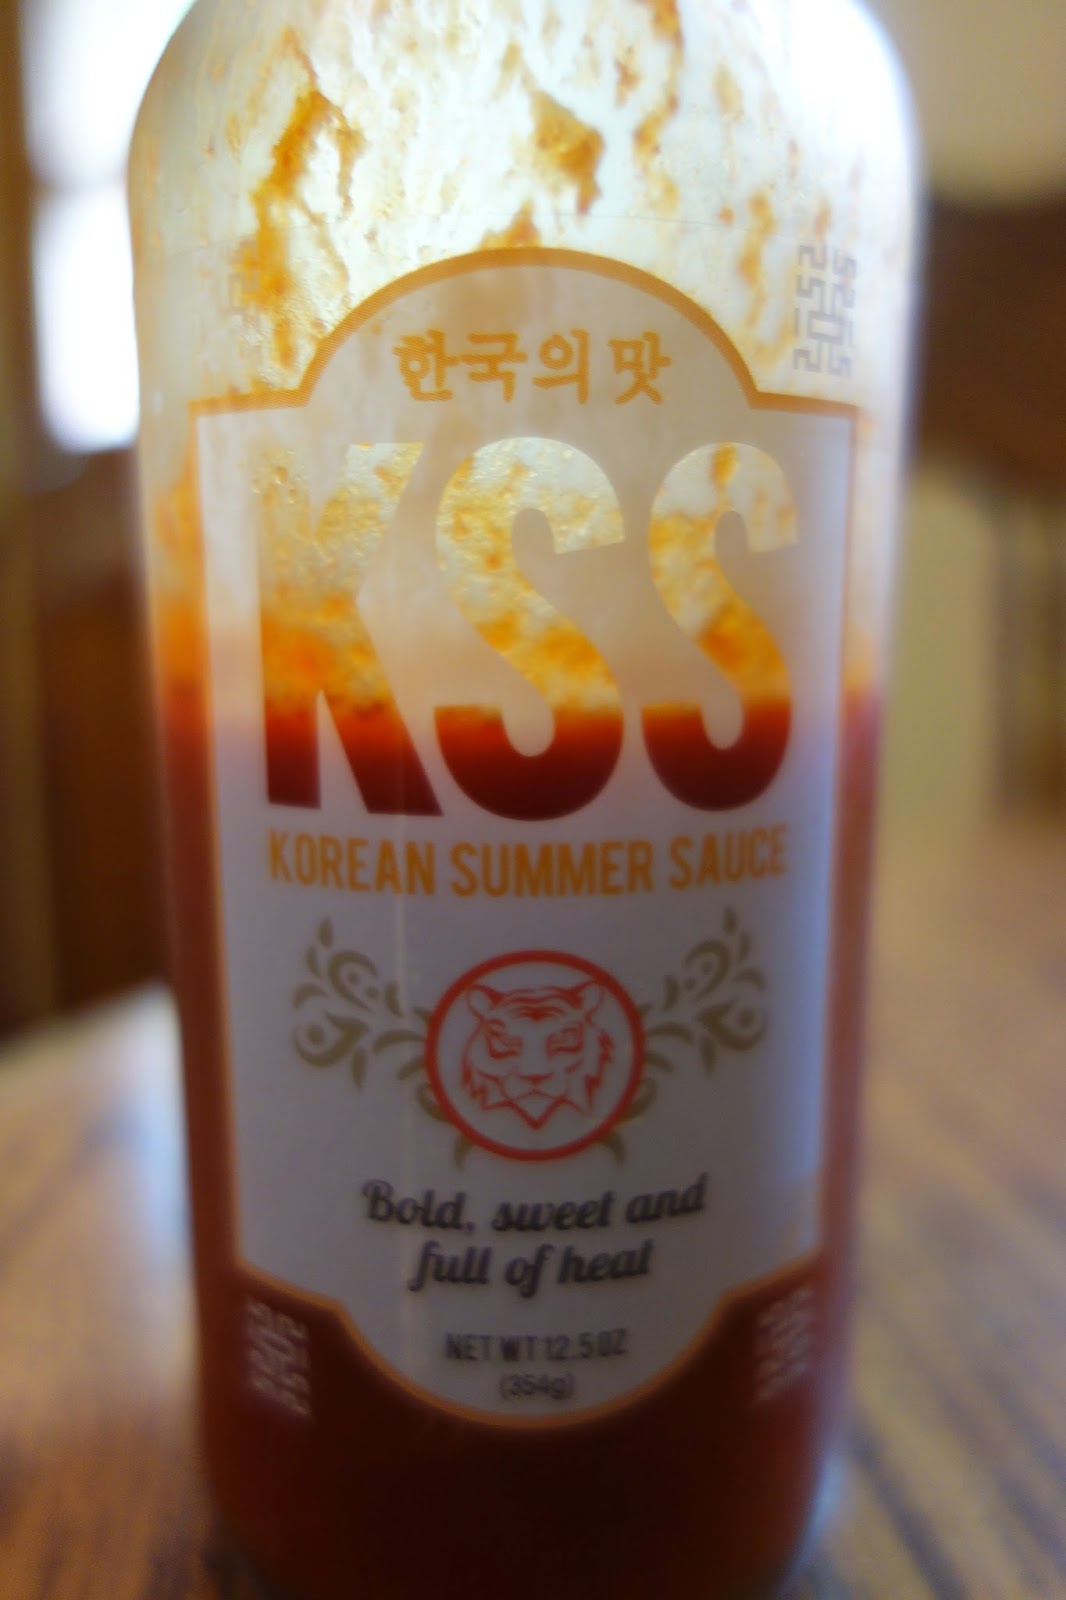 한국의 맛
KSS
KOREAN SUMMER SAUCE
Bold, sweet and
full of heat
NET WT 12.5 OZ
(354g)